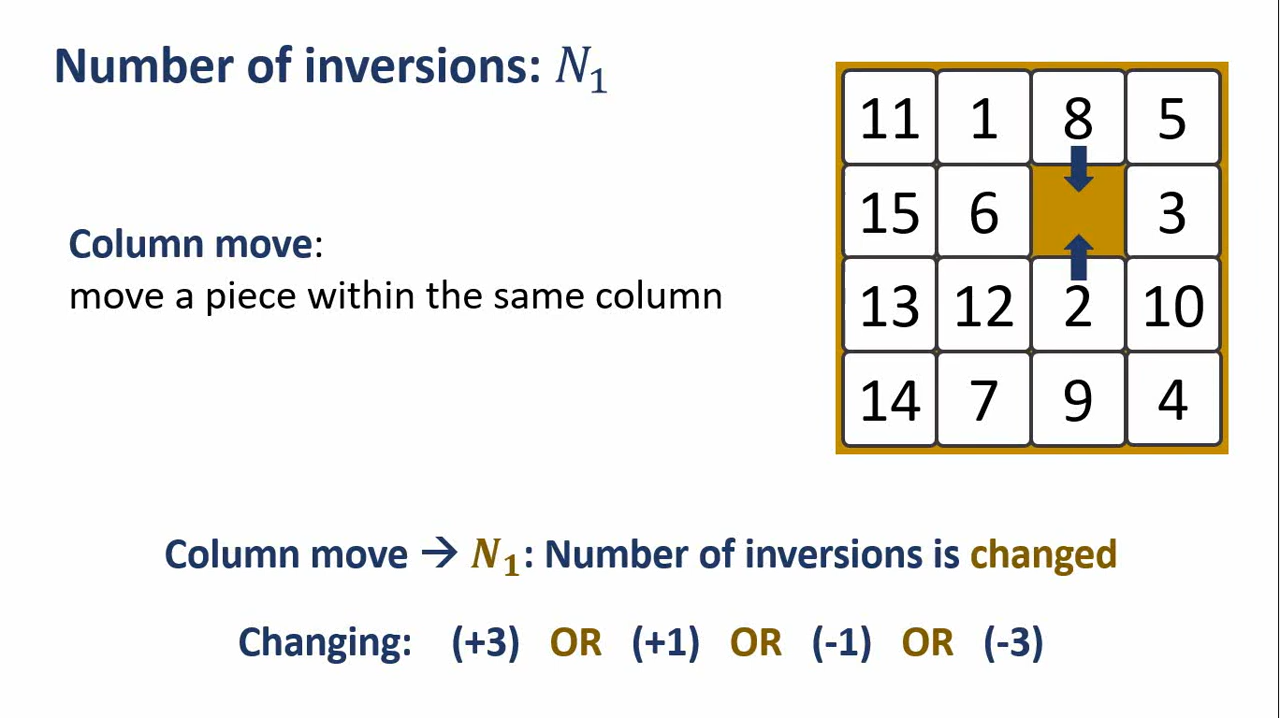 Number of inversions: N₁
11 1 8 5
15 6 3
13 12 2 10
14 7 9 4
Column move:
move a piece within the same column
Column move → N₁: Number of inversions is changed
Changing: (+3) OR (+1) OR (-1) OR (-3)